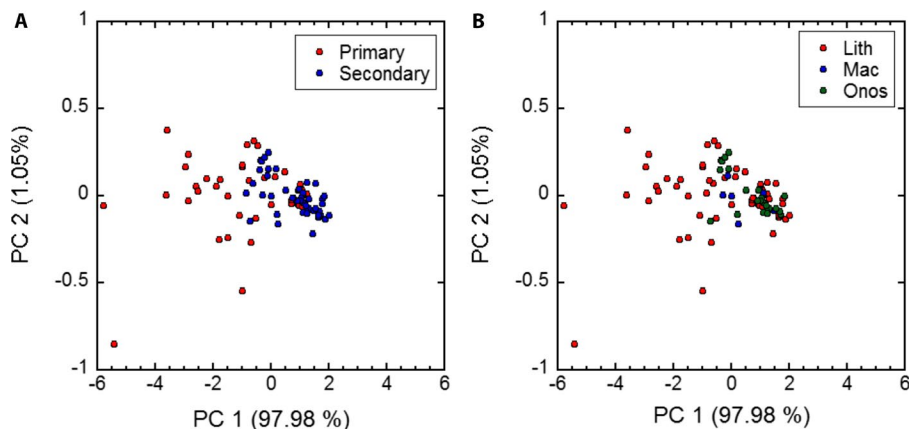 A
1
0.5
0
-0.5
-1
-6
-4
-2
0
2
4
6
PC 2 (1.05%)
PC 1 (97.98 %)
Primary
Secondary
B
1
0.5
0
-0.5
-1
-6
-4
-2
0
2
4
6
PC 2 (1.05%)
PC 1 (97.98 %)
Lith
Mac
Onos